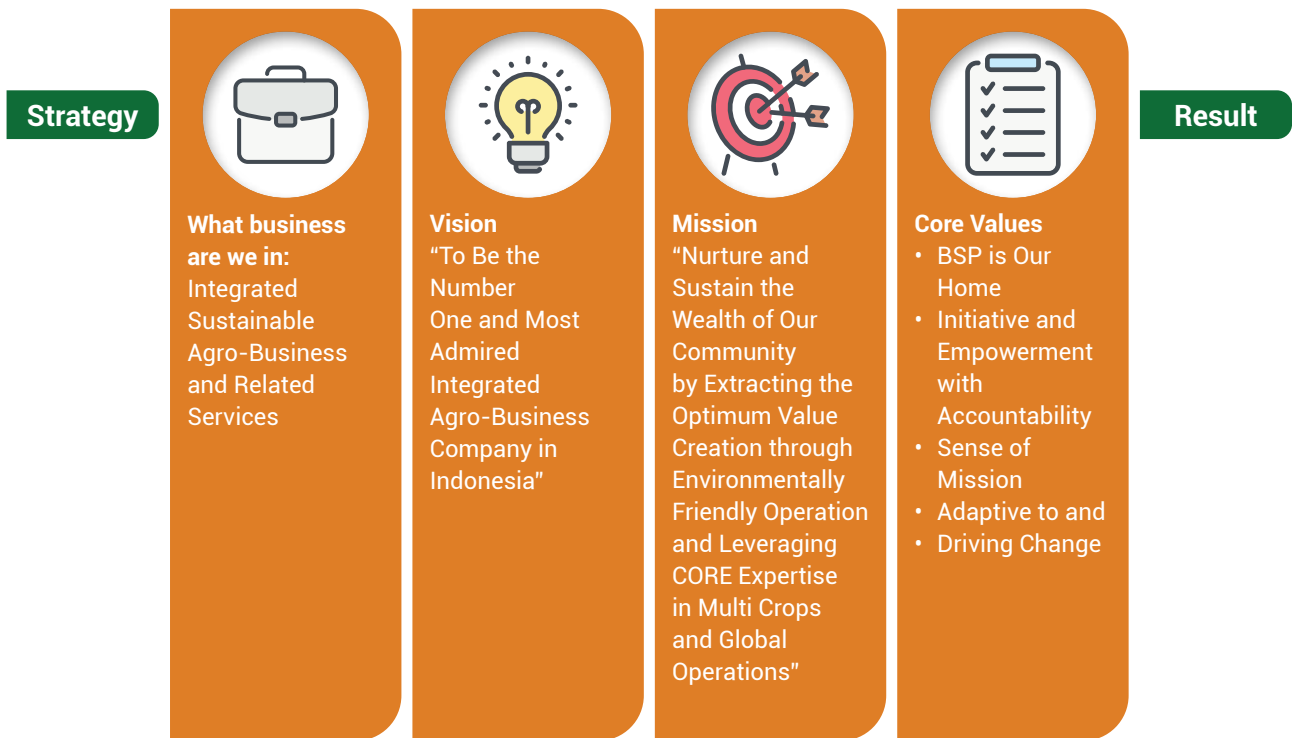 Strategy
What business
are we in:
Integrated
Sustainable
Agro-Business
and Related
Services
Vision
“To Be the
Number
One and Most
Admired
Integrated
Agro-Business
Company in
Indonesia”
Mission
“Nurture and
Sustain the
Wealth of Our
Community
by Extracting the
Optimum Value
Creation through
Environmentally
Friendly Operation
and Leveraging
CORE Expertise
in Multi Crops
and Global
Operations”
Core Values
• BSP is Our
Home
• Initiative and
Empowerment
with
Accountability
• Sense of
Mission
• Adaptive to and
• Driving Change
Result